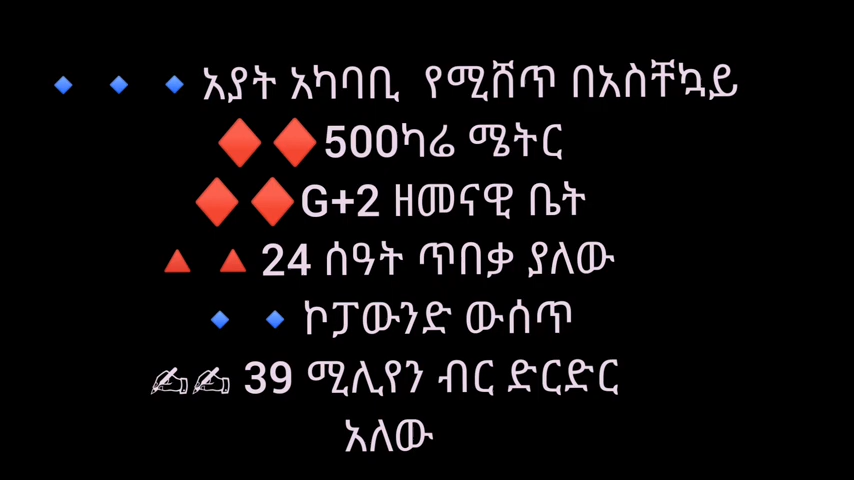 🔹 🔹 🔹 አያት አካባቢ የሚሸጥ በአስቸኳይ
♦️ ♦️ 500ካሬ ሜትር
♦️ ♦️ G+2 ዘመናዊ ቤት
🔺 🔺 24 ሰዓት ጥበቃ ያለው
🔹 🔹 ኮፓውንድ ውሰጥ
✍✍ 39 ሚሊየን ብር ድርድር
አለው